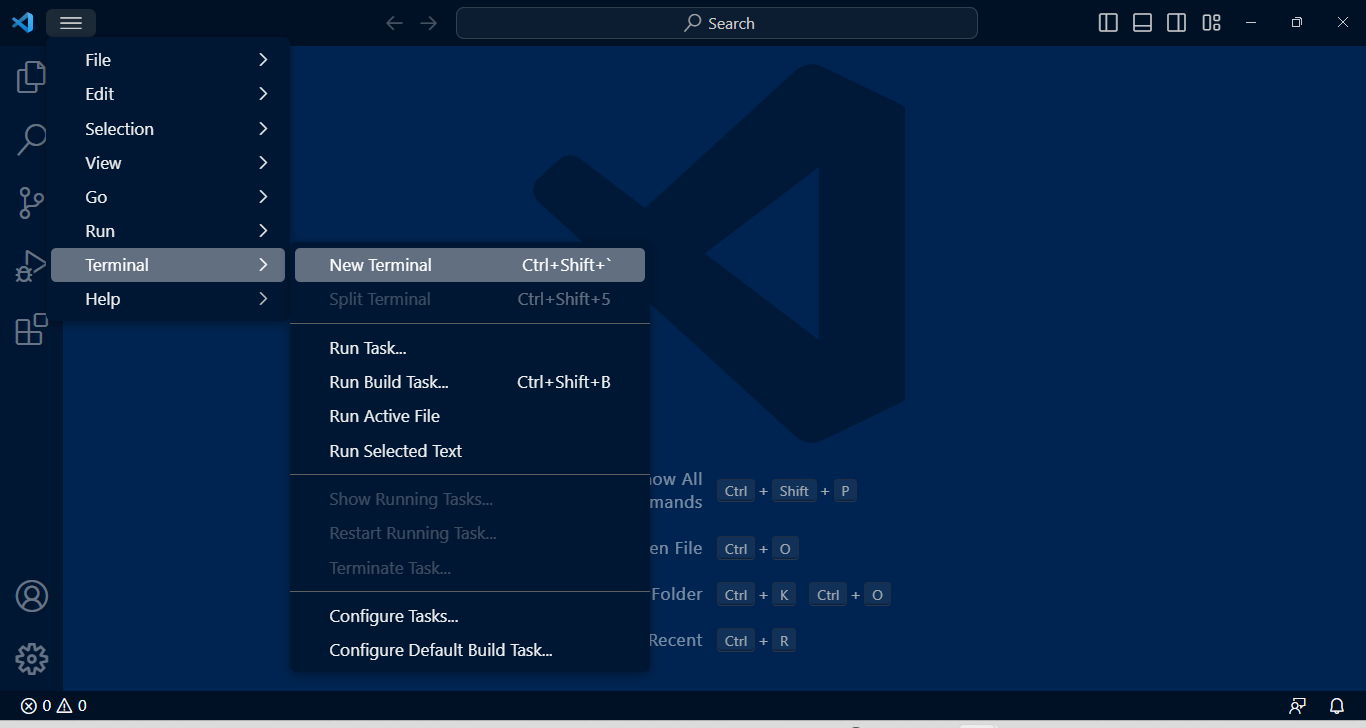 Search
File
Edit
Selection
View
Go
Run
Terminal
Help
New Terminal Ctrl+Shift+`
Split Terminal Ctrl+Shift+5
Run Task...
Run Build Task... Ctrl+Shift+B
Run Active File
Run Selected Text
Show Running Tasks...
Restart Running Task...
Terminate Task...
Configure Tasks...
Configure Default Build Task...
ow All
mands Ctrl + Shift + P
en File Ctrl + O
Folder Ctrl + K Ctrl + O
Recent Ctrl + R
0 0